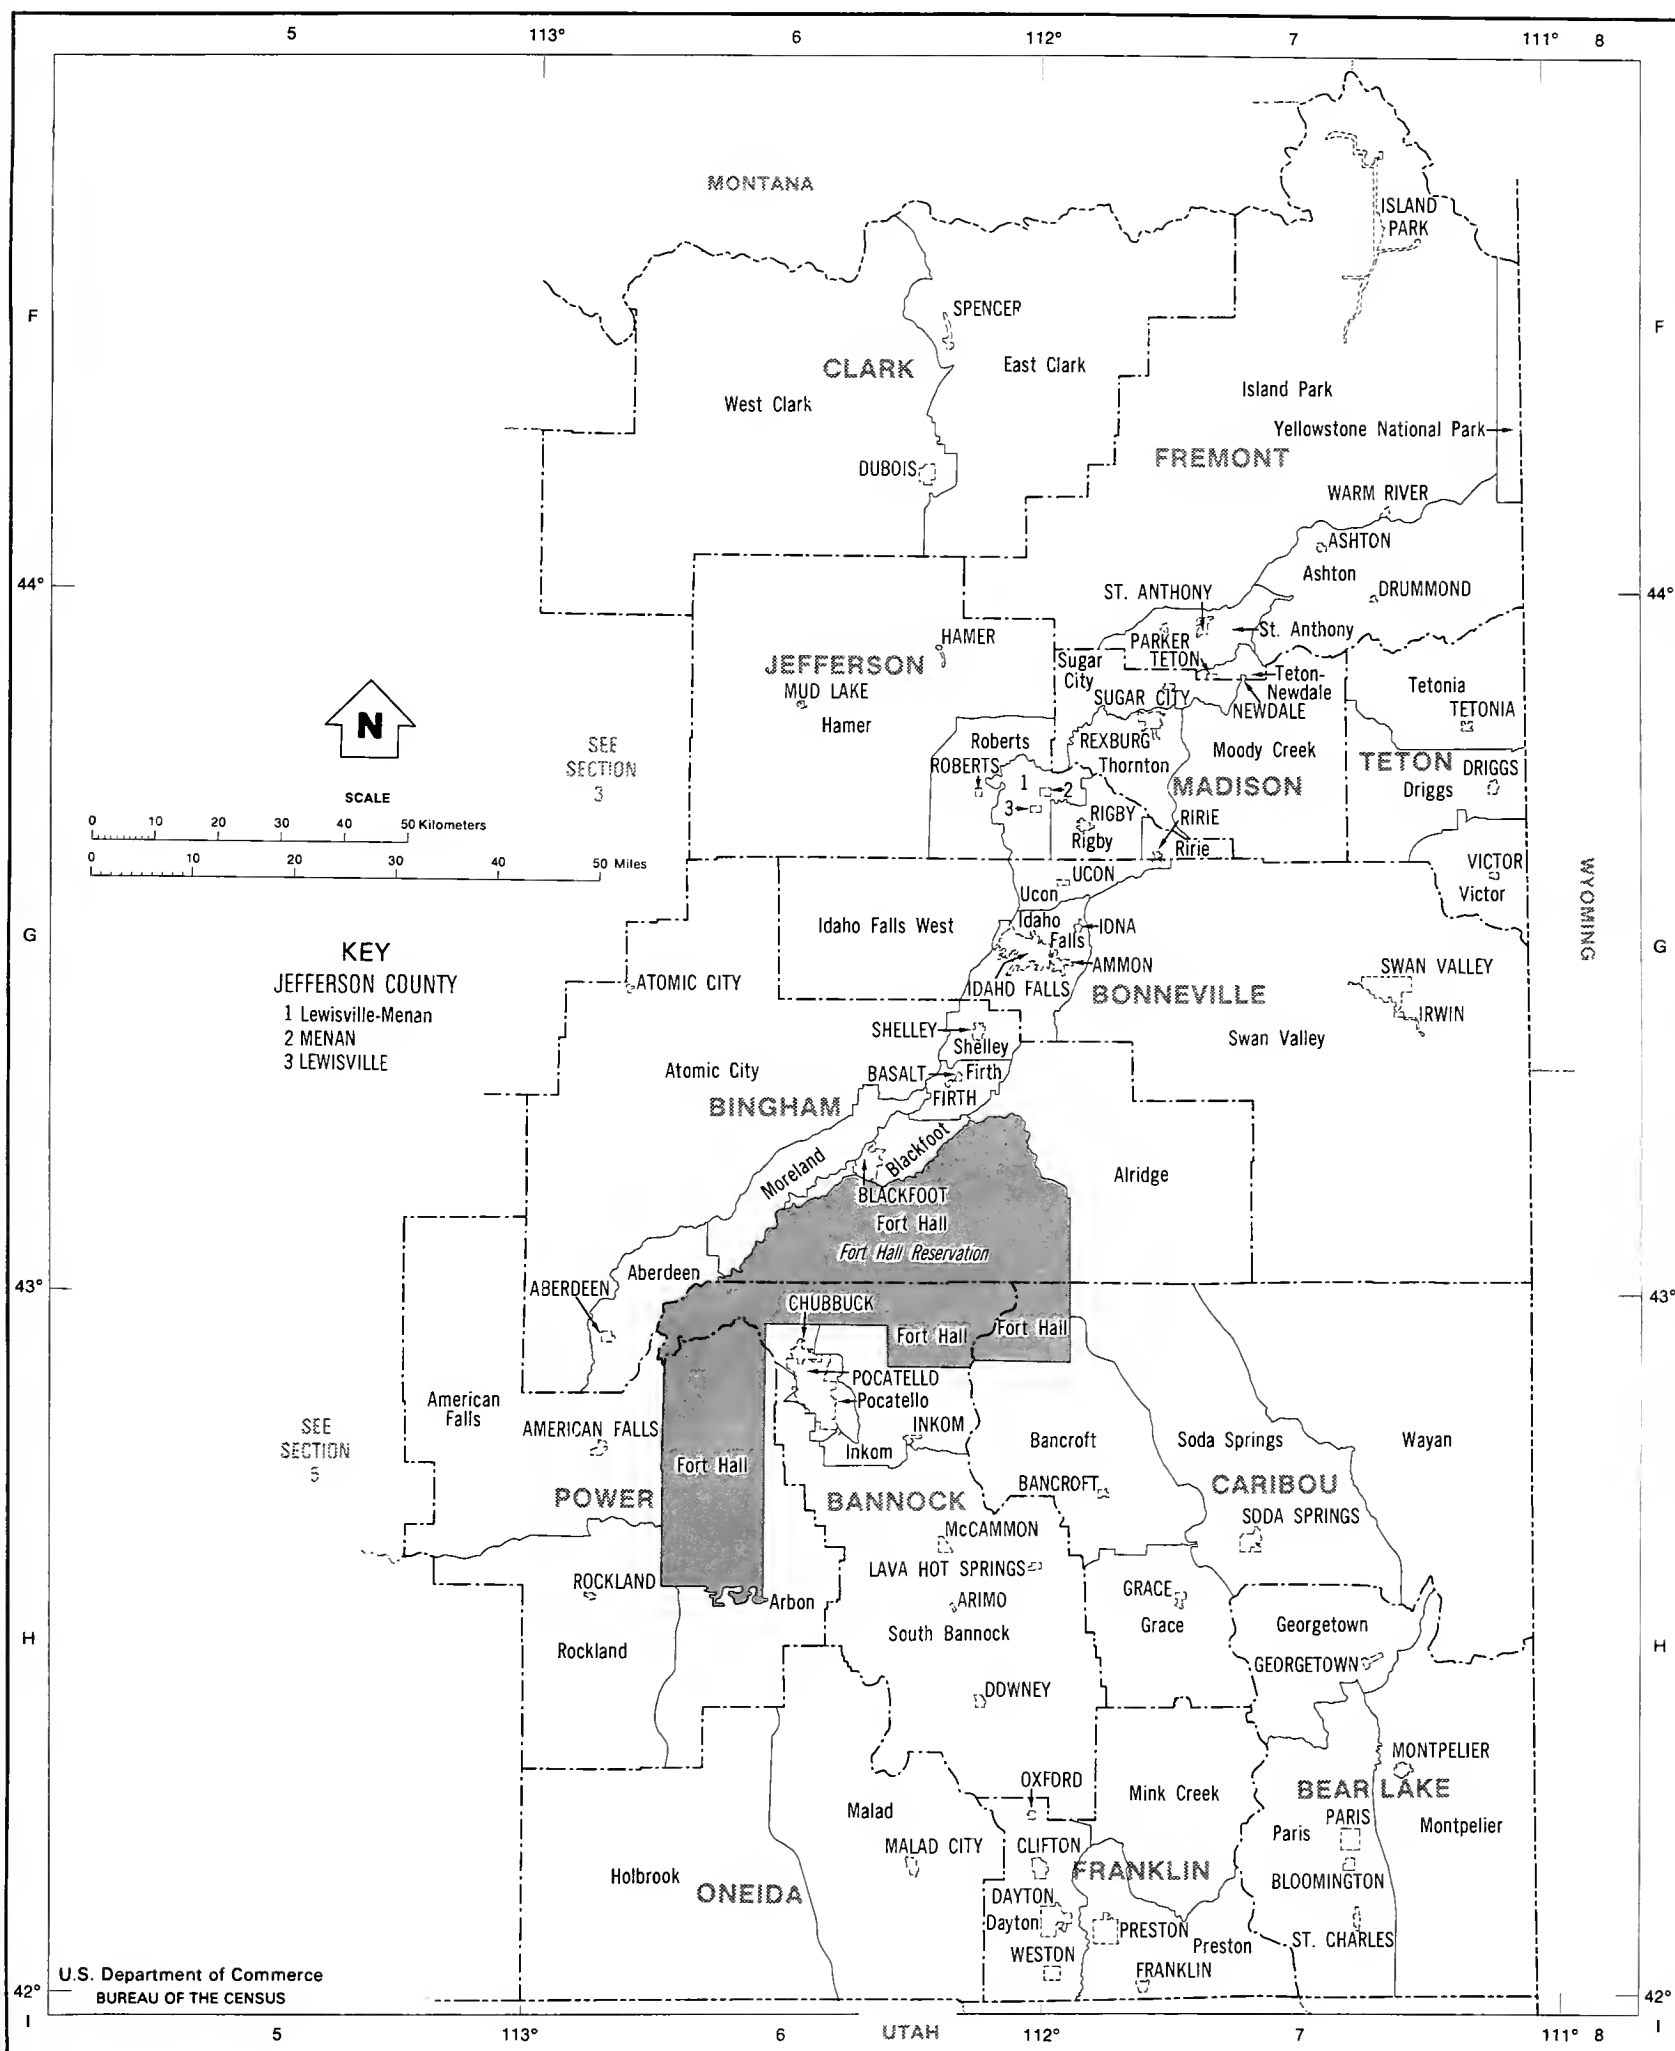 5 113° 6 112° 7 111° 8
MONTANA
ISLAND
PARK
F
F
SPENCER
CLARK
East Clark
West Clark
Island Park
Yellowstone National Park
FREMONT
DUBOIS
WARM RIVER
ASHTON
Ashton
44°
44°
ST. ANTHONY
DRUMMOND
HAMER
PARKER
St. Anthony
JEFFERSON
Sugar
City
TETON
Teton-
Newdale
MUD LAKE
SUGAR CITY
NEWDALE
Tetonia
TETONIA
Hamer
N
SEE
SECTION
3
Roberts
REXBURG
Moody Creek
ROBERTS
Thornton
TETON
DRIGGS
Driggs
MADISON
1
2
3
RIGBY
Rigby
RIRIE
Ririe
SCALE
0 10 20 30 40 50 Kilometers
0 10 20 30 40 50 Miles
UCON
Ucon
VICTOR
Victor
WYOMING
G
G
Idaho Falls West
Idaho
Falls
IONA
KEY
JEFFERSON COUNTY
1 Lewisville-Menan
2 MENAN
3 LEWISVILLE
AMMON
ATOMIC CITY
IDAHO FALLS
BONNEVILLE
SWAN VALLEY
IRWIN
SHELLEY
Shelley
Swan Valley
Atomic City
BASALT
Firth
FIRTH
BINGHAM
Moreland
Blackfoot
BLACKFOOT
Alridge
Fort Hall
Fort Hall Reservation
Aberdeen
43°
43°
ABERDEEN
CHUBBUCK
Fort Hall
Fort Hall
POCATELLO
Pocatello
American
Falls
SEE
SECTION
5
AMERICAN FALLS
INKOM
Inkom
Bancroft
Soda Springs
Wayan
Fort Hall
BANCROFT
CARIBOU
POWER
BANNOCK
SODA SPRINGS
McCAMMON
LAVA HOT SPRINGS
ROCKLAND
Arbon
ARIMO
GRACE
Grace
Georgetown
H
H
Rockland
South Bannock
GEORGETOWN
DOWNEY
MONTPELIER
OXFORD
Mink Creek
BEAR LAKE
Malad
PARIS
Paris
Montpelier
MALAD CITY
CLIFTON
Holbrook
FRANKLIN
BLOOMINGTON
ONEIDA
DAYTON
Dayton
PRESTON
Preston
ST. CHARLES
WESTON
FRANKLIN
U.S. Department of Commerce
BUREAU OF THE CENSUS
42°
42°
I
I
5 113° 6 UTAH 112° 7 111° 8